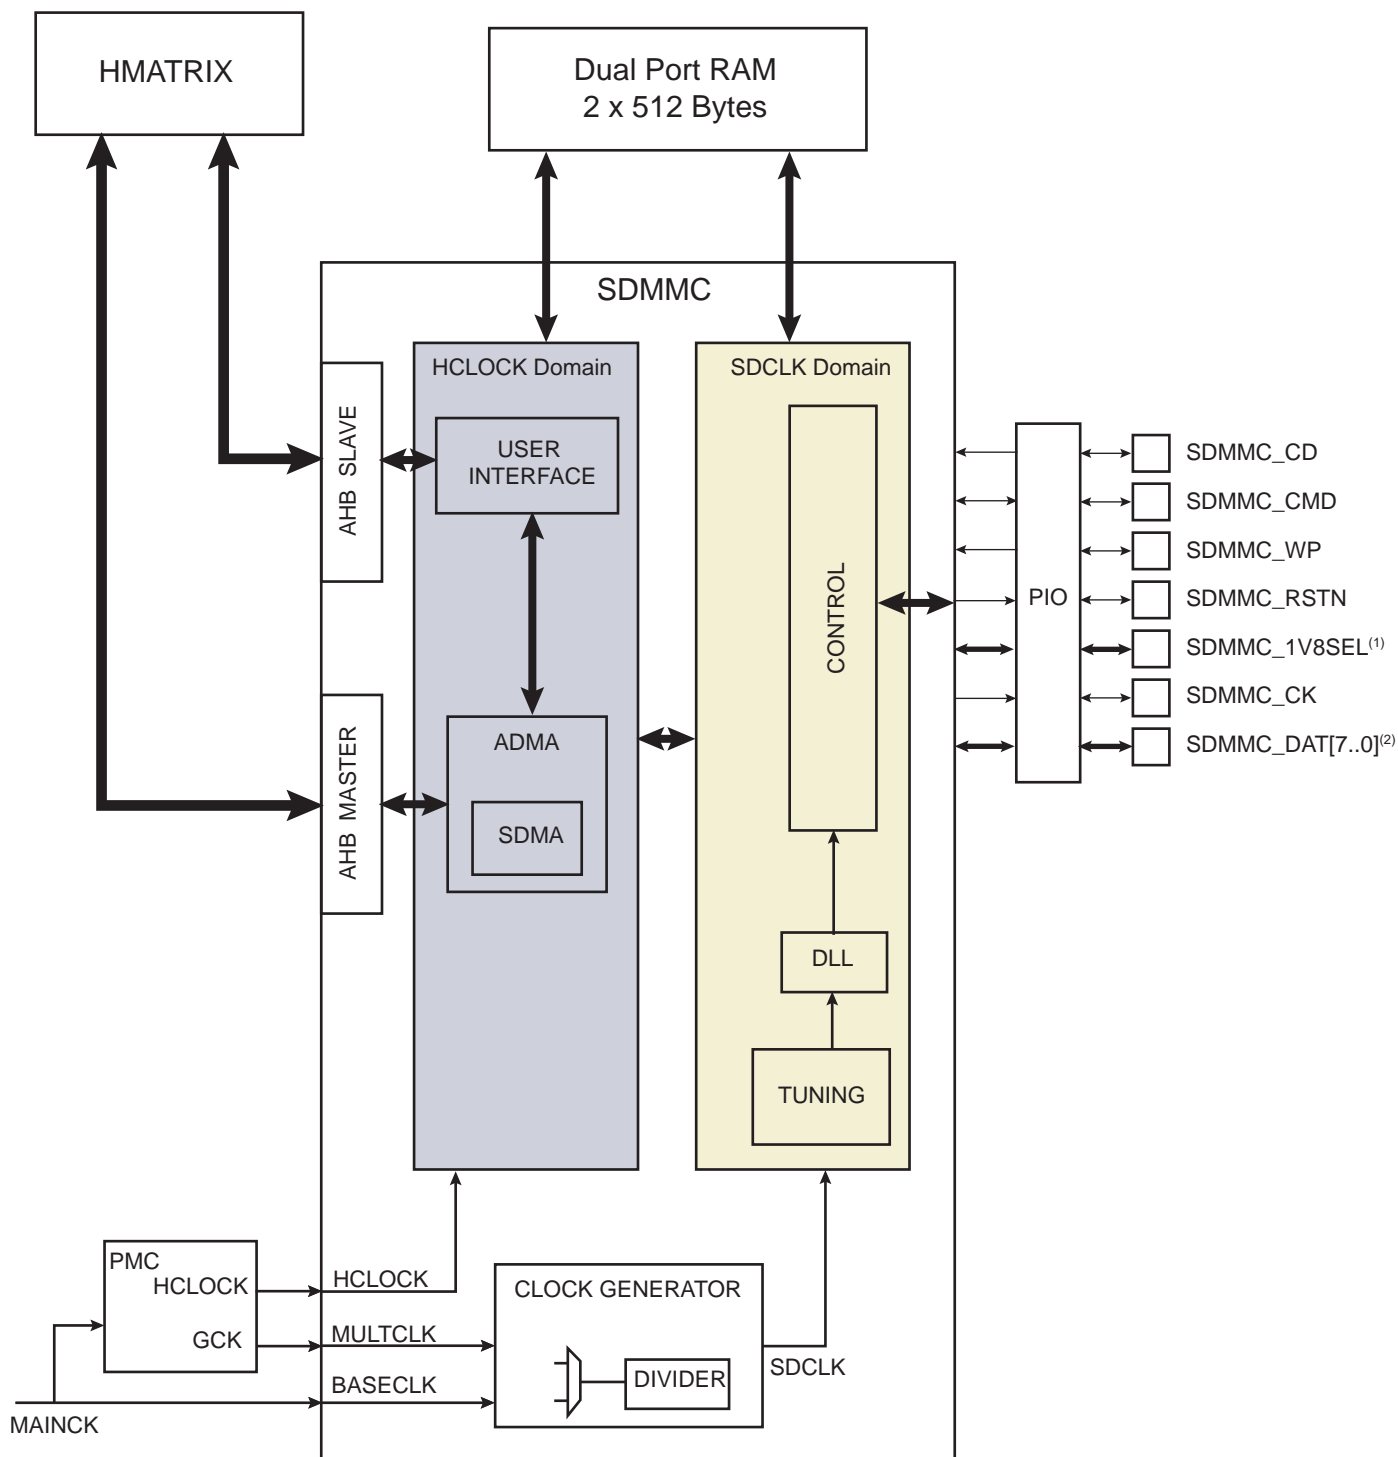 HMATRIX
Dual Port RAM
2 x 512 Bytes
SDMMC
HCLOCK Domain
SDCLK Domain
AHB SLAVE
USER
INTERFACE
CONTROL
PIO
SDMMC_CD
SDMMC_CMD
SDMMC_WP
SDMMC_RSTN
SDMMC_1V8SEL(1)
SDMMC_CK
SDMMC_DAT[7..0](2)
AHB MASTER
ADMA
SDMA
DLL
TUNING
PMC
HCLOCK
GCK
HCLOCK
MULTCLK
BASECLK
CLOCK GENERATOR
DIVIDER
SDCLK
MAINCK